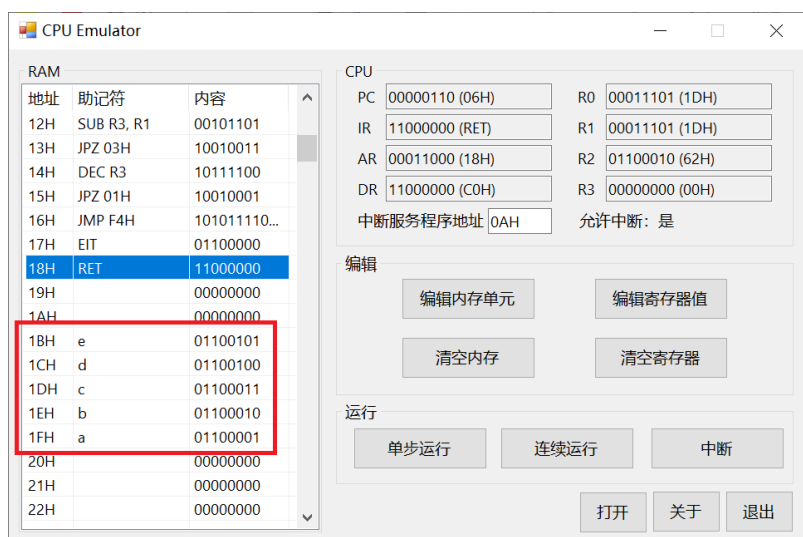 CPU Emulator
RAM
地址 助记符 内容
12H SUB R3, R1 00101101
13H JPZ 03H 10010011
14H DEC R3 10111100
15H JPZ 01H 10010001
16H JMP F4H 101011110...
17H EIT 01100000
18H RET 11000000
19H 00000000
1AH 00000000
1BH e 01100101
1CH d 01100100
1DH c 01100011
1EH b 01100010
1FH a 01100001
20H 00000000
21H 00000000
22H 00000000
CPU
PC 00000110 (06H) R0 00011101 (1DH)
IR 11000000 (RET) R1 00011101 (1DH)
AR 00011000 (18H) R2 01100010 (62H)
DR 11000000 (C0H) R3 00000000 (00H)
中断服务程序地址 0AH 允许中断: 是
编辑
编辑内存单元 编辑寄存器值
清空内存 清空寄存器
运行
单步运行 连续运行 中断
打开 关于 退出